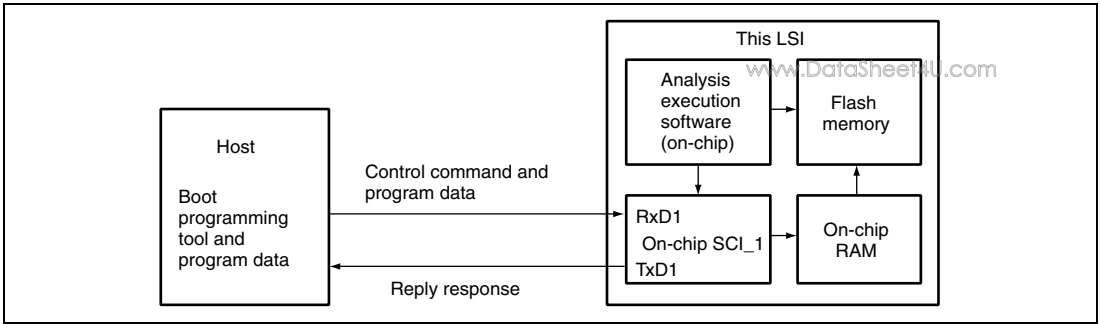 This LSI
www.DataSheet4U.com
Analysis
execution
software
(on-chip)
Flash
memory
Host
Boot
programming
tool and
program data
Control command and
program data
RxD1
On-chip SCI_1
TxD1
On-chip
RAM
Reply response